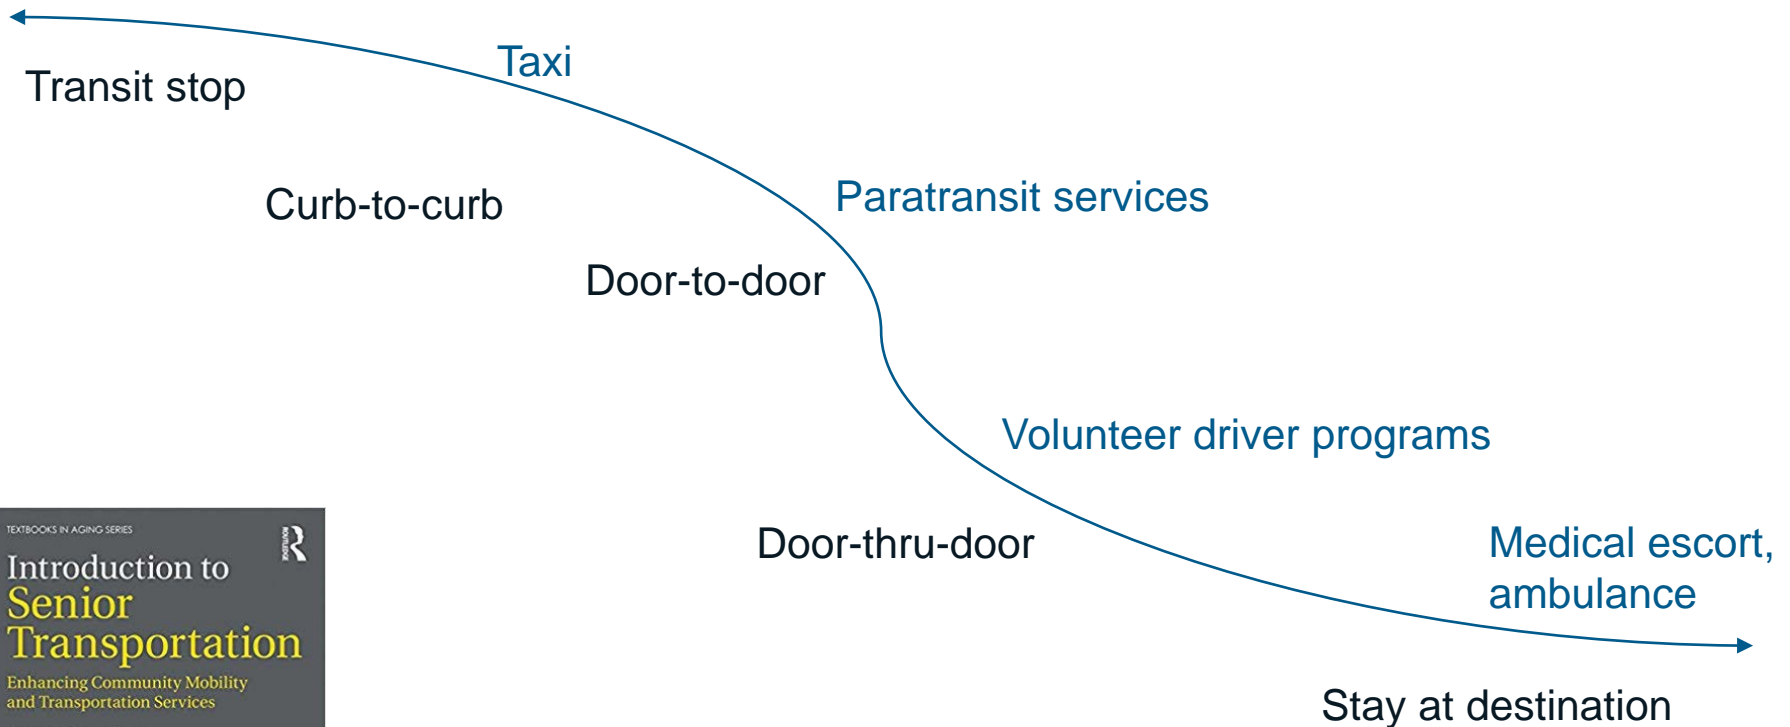 Taxi
Transit stop
Paratransit services
Curb-to-curb
Door-to-door
Volunteer driver programs
Door-thru-door
Medical escort,
ambulance
Stay at destination
TEXTBOOKS IN AGING SERIES
ROUTLEDGE
Introduction to
Senior
Transportation
Enhancing Community Mobility
and Transportation Services